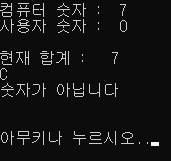 컴퓨터 숫자 :  7
사용자 숫자 :  0
현재 합계 :   7
C
숫자가 아닙니다
아무키나 누르시오..